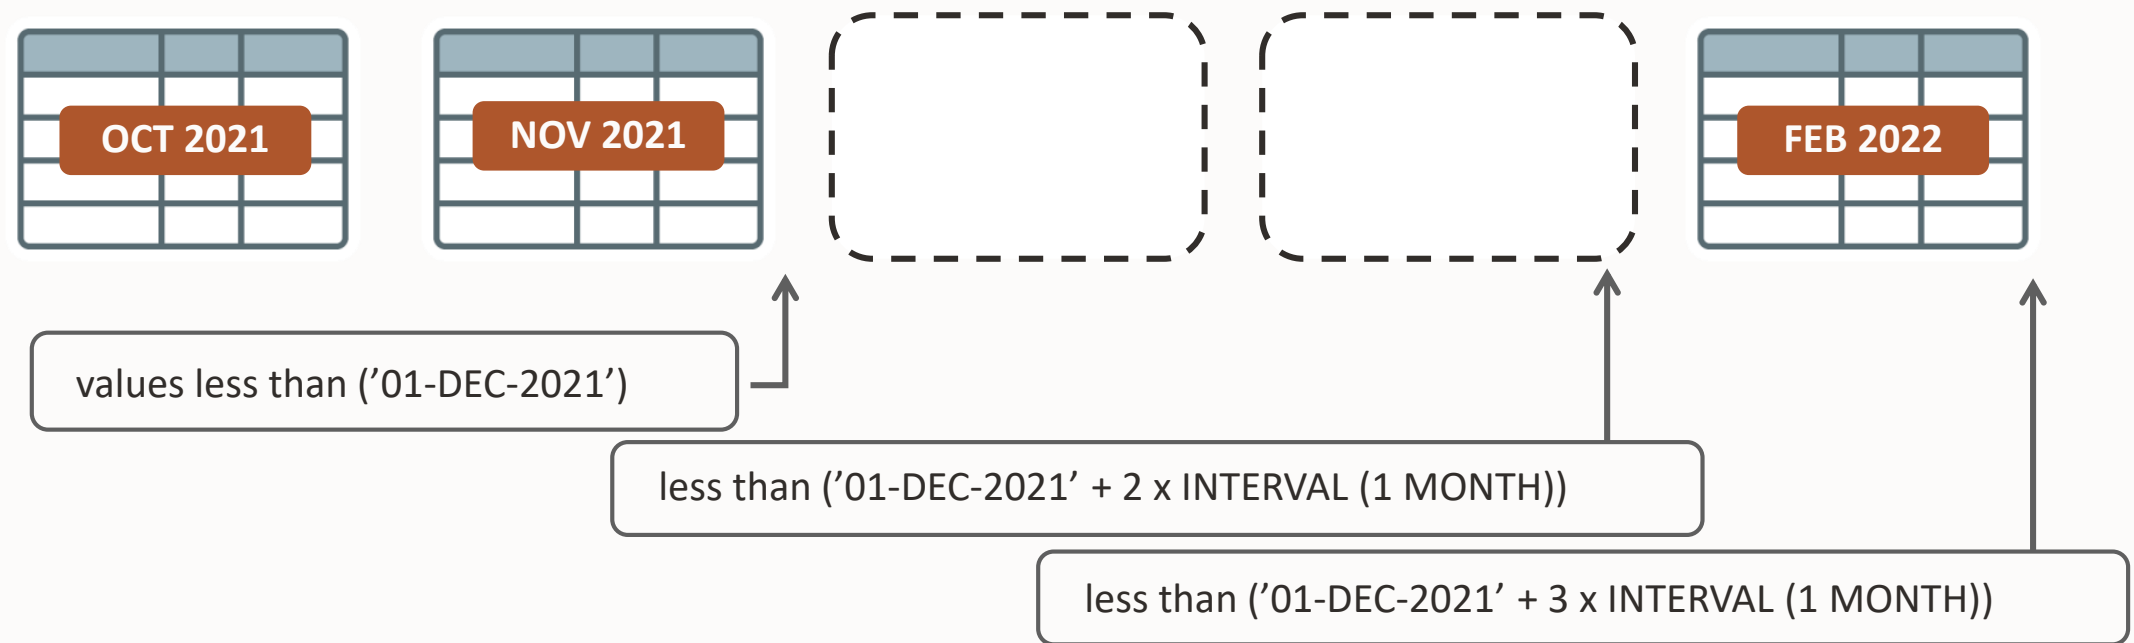 OCT 2021
NOV 2021
FEB 2022
values less than (’01-DEC-2021’)
less than (’01-DEC-2021’ + 2 x INTERVAL (1 MONTH))
less than (’01-DEC-2021’ + 3 x INTERVAL (1 MONTH))